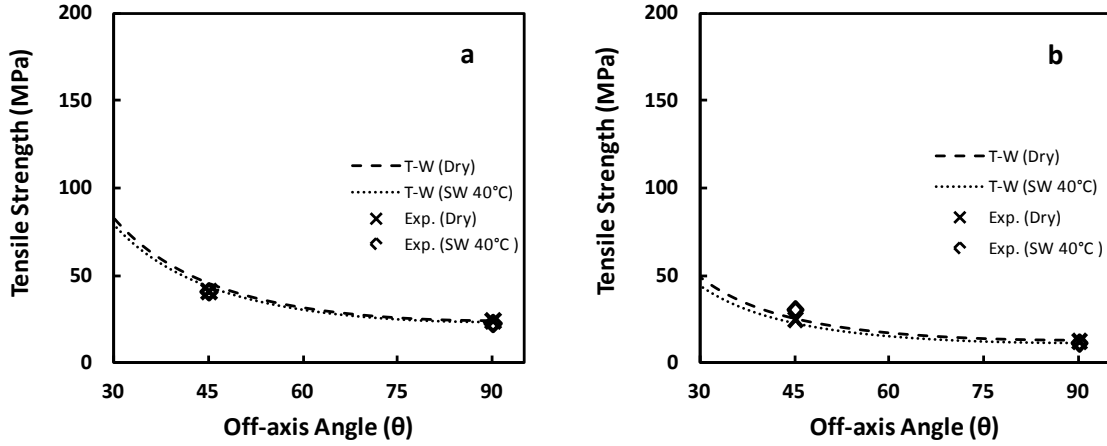 a
Tensile Strength (MPa)
200
150
100
50
0
T-W (Dry)
T-W (SW 40°C)
Exp. (Dry)
Exp. (SW 40°C )
30 45 60 75 90
Off-axis Angle (θ)
b
Tensile Strength (MPa)
200
150
100
50
0
T-W (Dry)
T-W (SW 40°C)
Exp. (Dry)
Exp. (SW 40°C )
30 45 60 75 90
Off-axis Angle (θ)